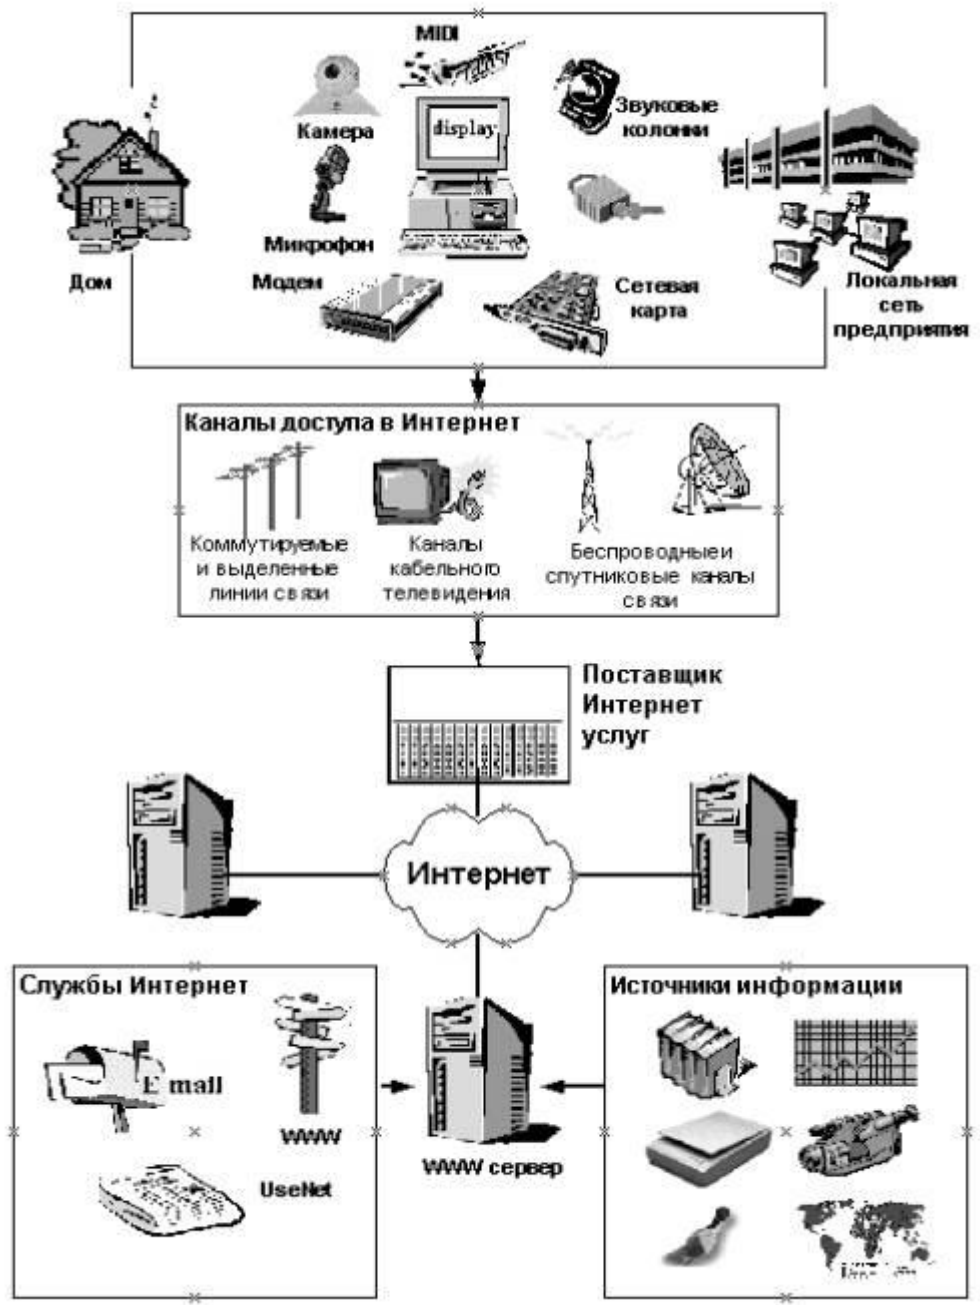 MIDI
Камера
display
Звуковые
колонки
Микрофон
Дом
Модем
Сетевая
карта
Локальная
сеть
предприятия
Каналы доступа в Интернет
Коммутируемые
и выделенные
линии связи
Каналы
кабельного
телевидения
Беспроводные и
спутниковые каналы
связи
Поставщик
Интернет
услуг
Интернет
Службы Интернет
E mail
WWW
UseNet
WWW сервер
Источники информации